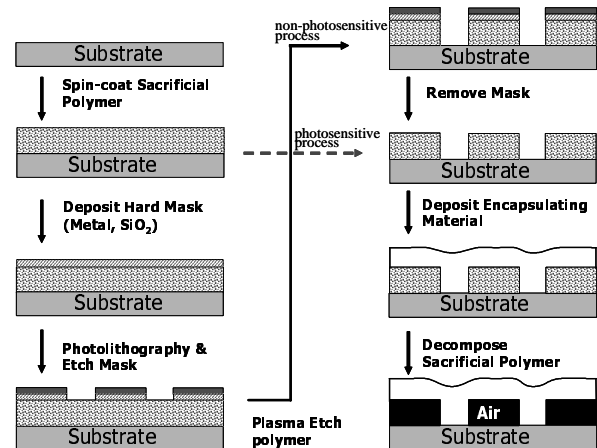 Substrate
Spin-coat Sacrificial
Polymer
Substrate
Deposit Hard Mask
(Metal, SiO₂)
Substrate
Photolithography &
Etch Mask
Substrate
Plasma Etch
polymer
non-photosensitive
process
photosensitive
process
Substrate
Remove Mask
Substrate
Deposit Encapsulating
Material
Substrate
Decompose
Sacrificial Polymer
Air
Substrate